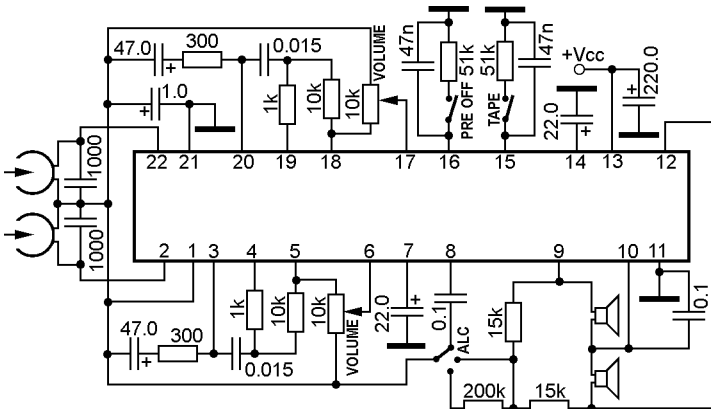 47.0
300
0.015
1k
10k
10k
VOLUME
47n
51k
PRE OFF
51k
TAPE
47n
+Vcc
220.0
22.0
+
1.0
+
+
+
+
1000
1000
22
21
20
19
18
17
16
15
14
13
12
2
1
3
4
5
6
7
8
9
10
11
1k
10k
10k
VOLUME
22.0
+
0.1
15k
0.1
47.0
300
+
0.015
ALC
200k
15k